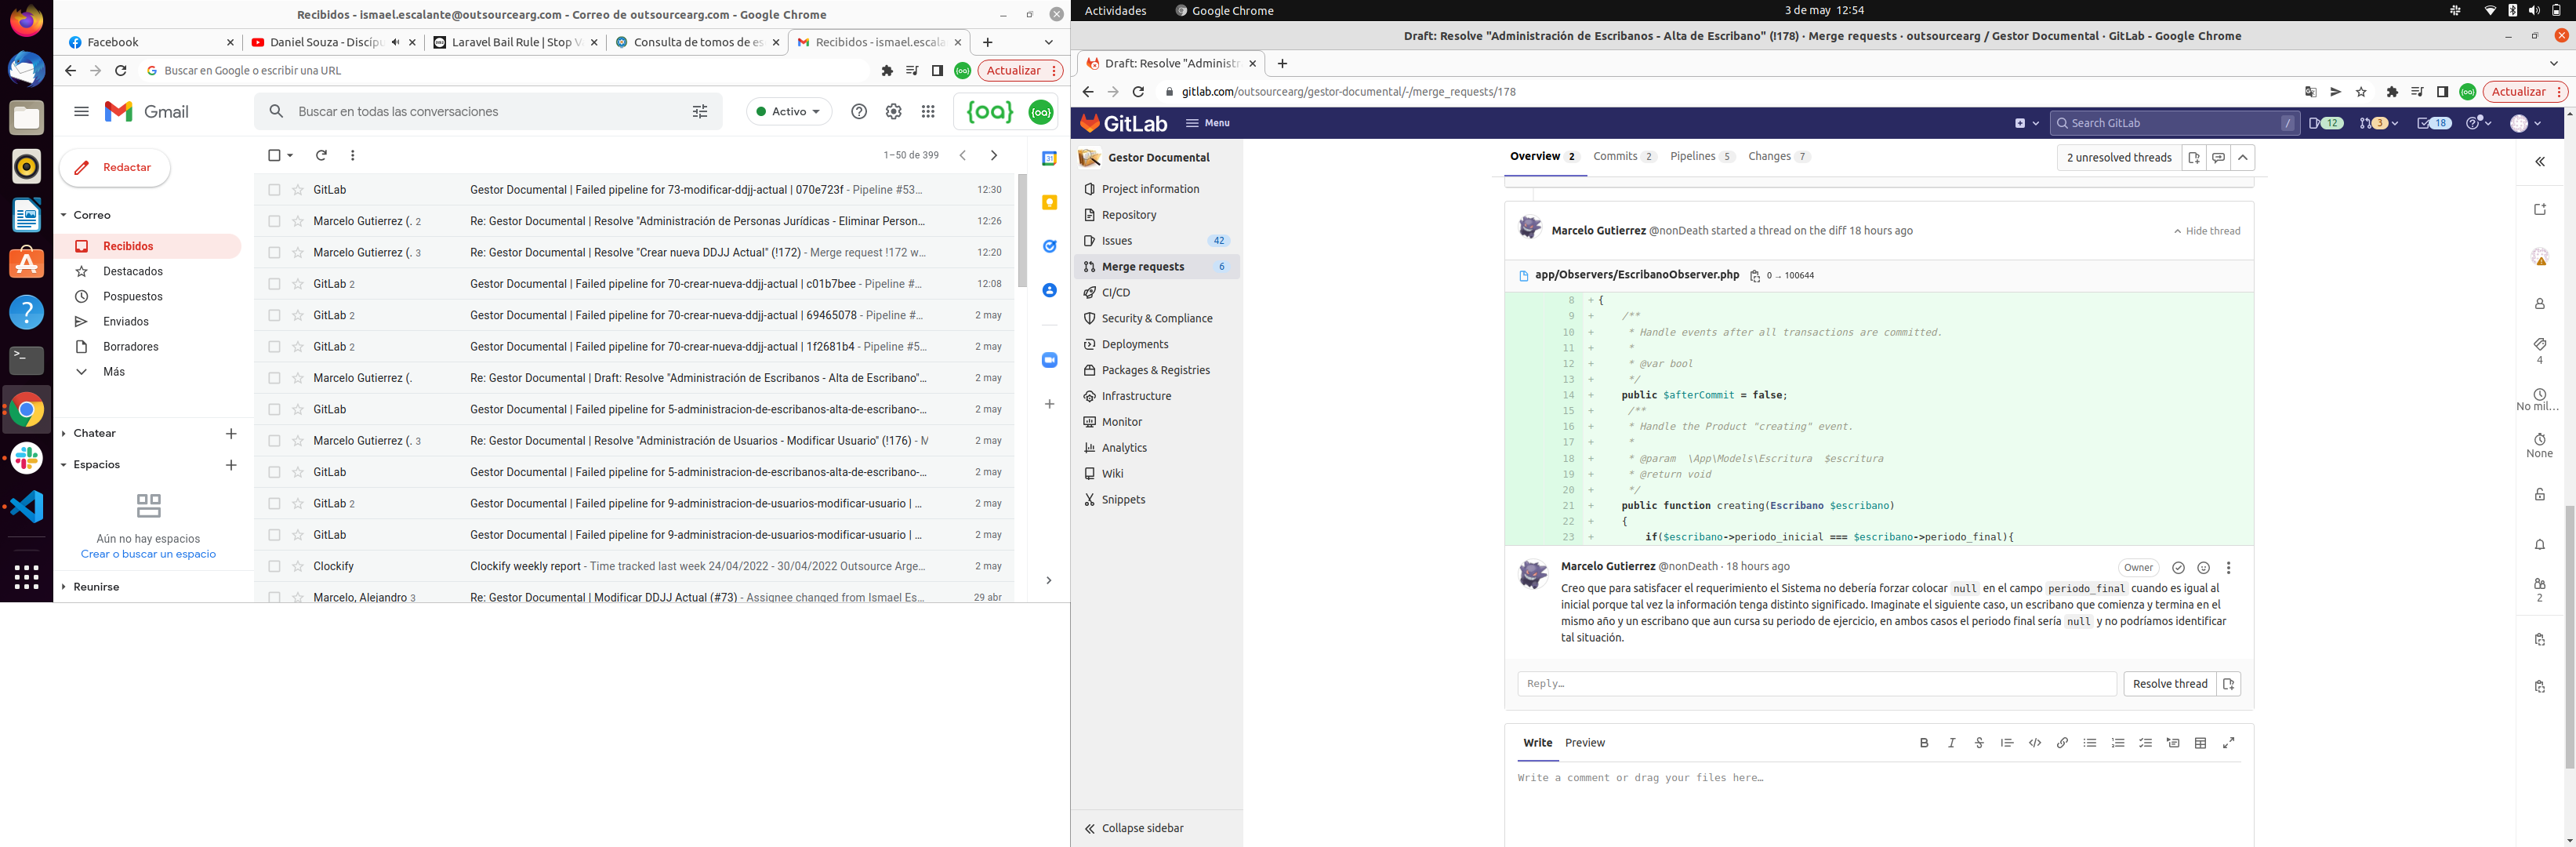 Recibidos - ismael.escalante@outsourcearg.com - Correo de outsourcearg.com - Google Chrome
Facebook
Daniel Souza - Discípu
Laravel Bail Rule | Stop V
Consulta de tomos de es
Recibidos - ismael.escala
Buscar en Google o escribir una URL
Actualizar
Gmail
Buscar en todas las conversaciones
Activo
{oa}
{oa}
Redactar
1–50 de 399
Correo
Recibidos
Destacados
Pospuestos
Enviados
Borradores
Más
Chatear
Espacios
Aún no hay espacios
Crear o buscar un espacio
Reunirse
GitLab Gestor Documental | Failed pipeline for 73-modificar-ddjj-actual | 070e723f - Pipeline #53... 12:30
Marcelo Gutierrez (. 2 Re: Gestor Documental | Resolve "Administración de Personas Jurídicas - Eliminar Person... 12:26
Marcelo Gutierrez (. 3 Re: Gestor Documental | Resolve "Crear nueva DDJJ Actual" (!172) - Merge request !172 w... 12:20
GitLab 2 Gestor Documental | Failed pipeline for 70-crear-nueva-ddjj-actual | c01b7bee - Pipeline #... 12:08
GitLab 2 Gestor Documental | Failed pipeline for 70-crear-nueva-ddjj-actual | 69465078 - Pipeline #... 2 may
GitLab 2 Gestor Documental | Failed pipeline for 70-crear-nueva-ddjj-actual | 1f2681b4 - Pipeline #5... 2 may
Marcelo Gutierrez (. Re: Gestor Documental | Draft: Resolve "Administración de Escribanos - Alta de Escribano"... 2 may
GitLab Gestor Documental | Failed pipeline for 5-administracion-de-escribanos-alta-de-escribano-... 2 may
Marcelo Gutierrez (. 3 Re: Gestor Documental | Resolve "Administración de Usuarios - Modificar Usuario" (!176) - M 2 may
GitLab Gestor Documental | Failed pipeline for 5-administracion-de-escribanos-alta-de-escribano-... 2 may
GitLab 2 Gestor Documental | Failed pipeline for 9-administracion-de-usuarios-modificar-usuario | ... 2 may
GitLab Gestor Documental | Failed pipeline for 9-administracion-de-usuarios-modificar-usuario | ... 2 may
Clockify Clockify weekly report - Time tracked last week 24/04/2022 - 30/04/2022 Outsource Arge... 2 may
Marcelo, Alejandro 3 Re: Gestor Documental | Modificar DDJJ Actual (#73) - Assignee changed from Ismael Es... 29 abr
Actividades Google Chrome 3 de may 12:54
Draft: Resolve "Administración de Escribanos - Alta de Escribano" (!178) · Merge requests · outsourcearg / Gestor Documental · GitLab - Google Chrome
Draft: Resolve "Administr
gitlab.com/outsourcearg/gestor-documental/-/merge_requests/178
Actualizar
GitLab Menu
Search GitLab /
12 3 18
Gestor Documental
Project information
Repository
Issues 42
Merge requests 6
CI/CD
Security & Compliance
Deployments
Packages & Registries
Infrastructure
Monitor
Analytics
Wiki
Snippets
Collapse sidebar
Overview 2 Commits 2 Pipelines 5 Changes 7
2 unresolved threads
Marcelo Gutierrez @nonDeath started a thread on the diff 18 hours ago
Hide thread
app/Observers/EscribanoObserver.php 0 → 100644
8 + {
9 + /**
10 + * Handle events after all transactions are committed.
11 + *
12 + * @var bool
13 + */
14 + public $afterCommit = false;
15 + /**
16 + * Handle the Product "creating" event.
17 + *
18 + * @param \App\Models\Escritura $escritura
19 + * @return void
20 + */
21 + public function creating(Escribano $escribano)
22 + {
23 + if($escribano->periodo_inicial === $escribano->periodo_final){
Marcelo Gutierrez @nonDeath · 18 hours ago
Owner
Creo que para satisfacer el requerimiento el Sistema no debería forzar colocar null en el campo periodo_final cuando es igual al
inicial porque tal vez la información tenga distinto significado. Imaginate el siguiente caso, un escribano que comienza y termina en el
mismo año y un escribano que aun cursa su periodo de ejercicio, en ambos casos el periodo final sería null y no podríamos identificar
tal situación.
Reply…
Resolve thread
Write Preview
Write a comment or drag your files here…
4
No mil...
None
2